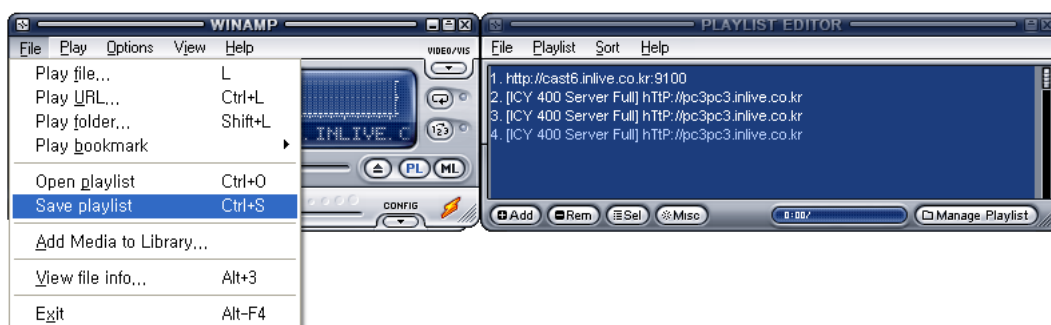 WINAMP
File Play Options View Help
VIDEO/VIS
Play file...	L
Play URL...	Ctrl+L
Play folder...	Shift+L
Play bookmark
Open playlist	Ctrl+O
Save playlist	Ctrl+S
Add Media to Library...
View file info...	Alt+3
Exit	Alt-F4
.INLIVE.C
PL ML
CONFIG
PLAYLIST EDITOR
File Playlist Sort Help
1. http://cast6.inlive.co.kr:9100
2. [ICY 400 Server Full] hTtP://pc3pc3.inlive.co.kr
3. [ICY 400 Server Full] hTtP://pc3pc3.inlive.co.kr
4. [ICY 400 Server Full] hTtP://pc3pc3.inlive.co.kr
Add Rem Sel Misc 0:00/ Manage Playlist